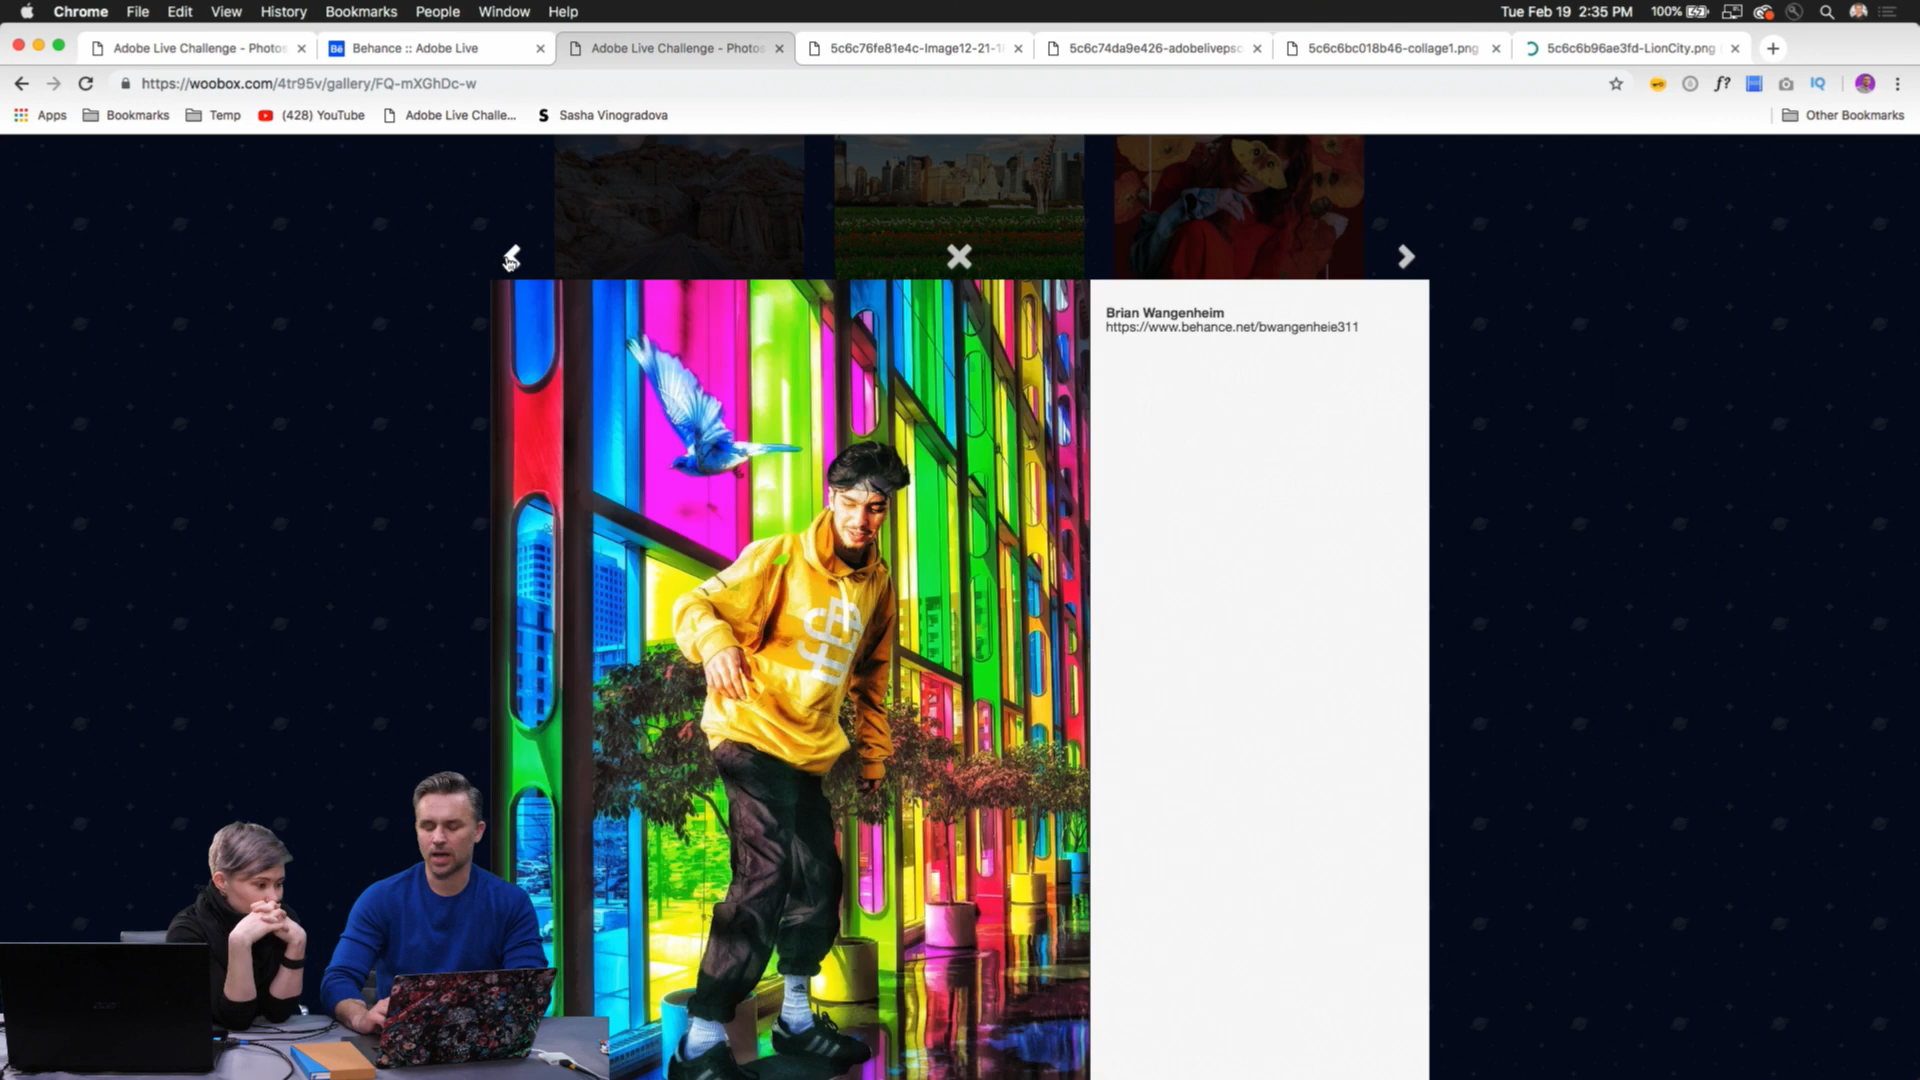 Chrome File Edit View History Bookmarks People Window Help
Tue Feb 19 2:35 PM 100%
Adobe Live Challenge - Photos
Behance :: Adobe Live
Adobe Live Challenge - Photos
5c6c76fe81e4c-Image12-21-1
5c6c74da9e426-adobelivepsc
5c6c6bc018b46-collage1.png
5c6c6b96ae3fd-LionCity.png
https://woobox.com/4tr95v/gallery/FQ-mXGhDc-w
f?
IQ
Apps Bookmarks Temp (428) YouTube Adobe Live Challe... Sasha Vinogradova Other Bookmarks
Brian Wangenheim
https://www.behance.net/bwangenheie311